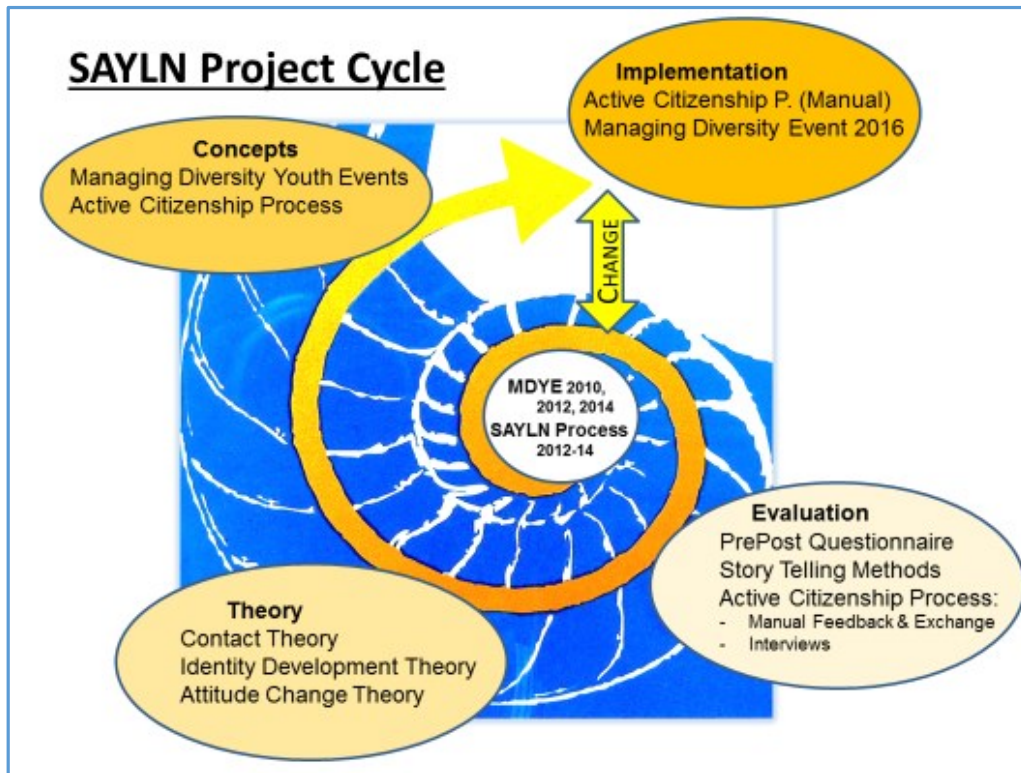 SAYLN Project Cycle
Implementation
Active Citizenship P. (Manual)
Managing Diversity Event 2016
Concepts
Managing Diversity Youth Events
Active Citizenship Process
CHANGE
MDYE 2010,
2012, 2014
SAYLN Process
2012-14
Evaluation
PrePost Questionnaire
Story Telling Methods
Active Citizenship Process:
- Manual Feedback & Exchange
- Interviews
Theory
Contact Theory
Identity Development Theory
Attitude Change Theory